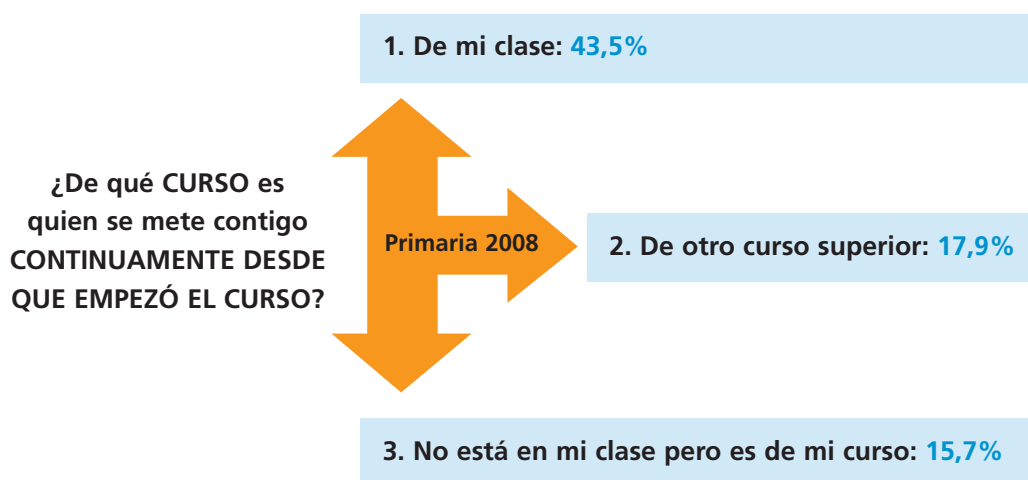 1. De mi clase: 43,5%
¿De qué CURSO es
quien se mete contigo
CONTINUAMENTE DESDE
QUE EMPEZÓ EL CURSO?
Primaria 2008
2. De otro curso superior: 17,9%
3. No está en mi clase pero es de mi curso: 15,7%